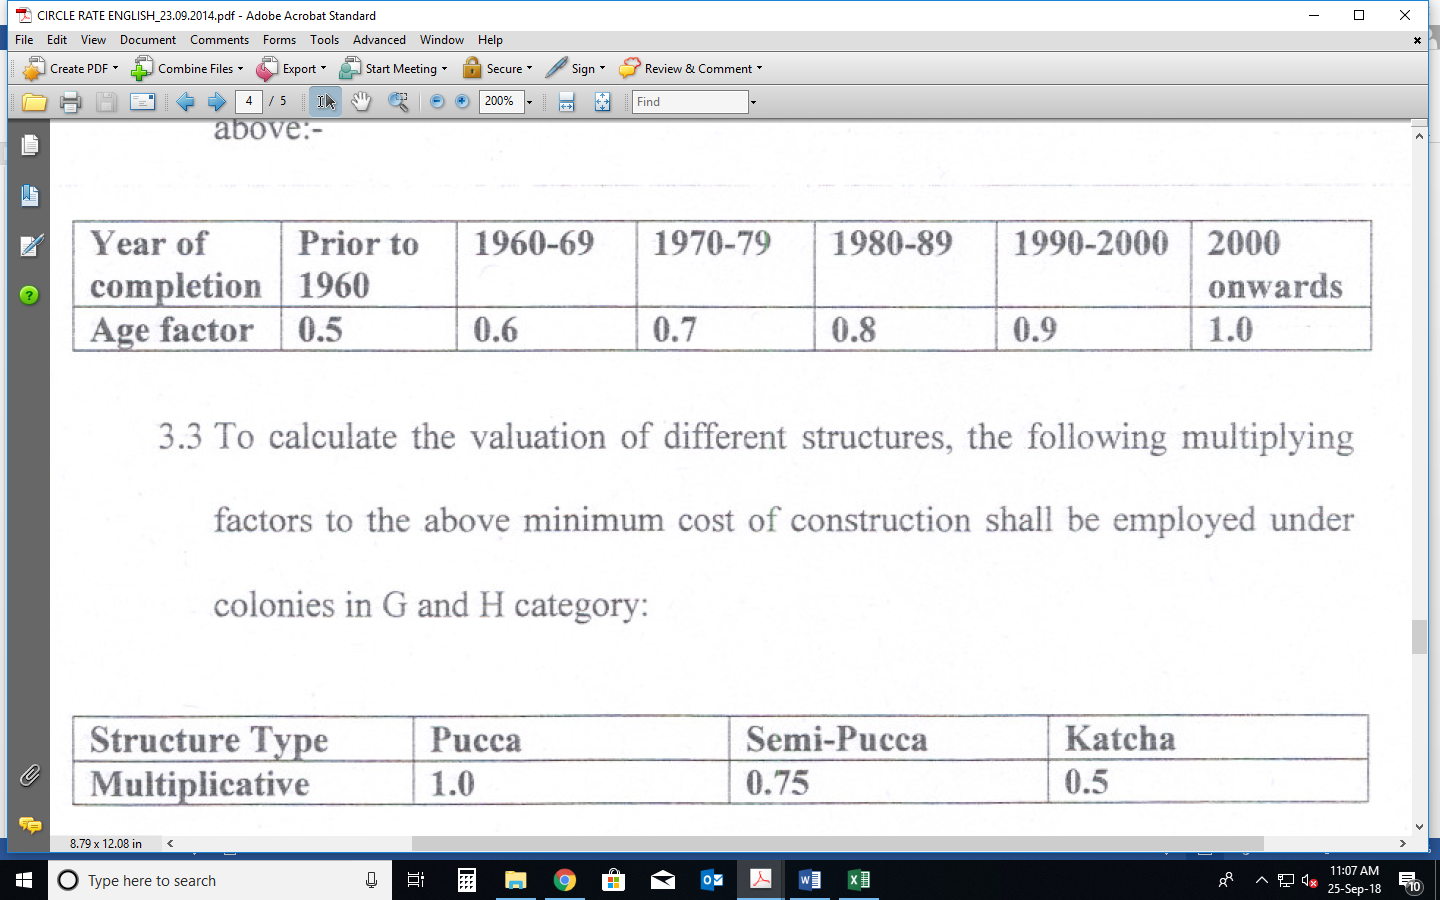 CIRCLE RATE ENGLISH_23.09.2014.pdf - Adobe Acrobat Standard
File Edit View Document Comments Forms Tools Advanced Window Help
Create PDF Combine Files Export Start Meeting Secure Sign Review & Comment
4 / 5 200% Find
above:-
Year of completion Prior to 1960 1960-69 1970-79 1980-89 1990-2000 2000 onwards
Age factor 0.5 0.6 0.7 0.8 0.9 1.0
3.3 To calculate the valuation of different structures, the following multiplying
factors to the above minimum cost of construction shall be employed under
colonies in G and H category:
Structure Type Pucca Semi-Pucca Katcha
Multiplicative 1.0 0.75 0.5
8.79 x 12.08 in
Type here to search
11:07 AM
25-Sep-18
10